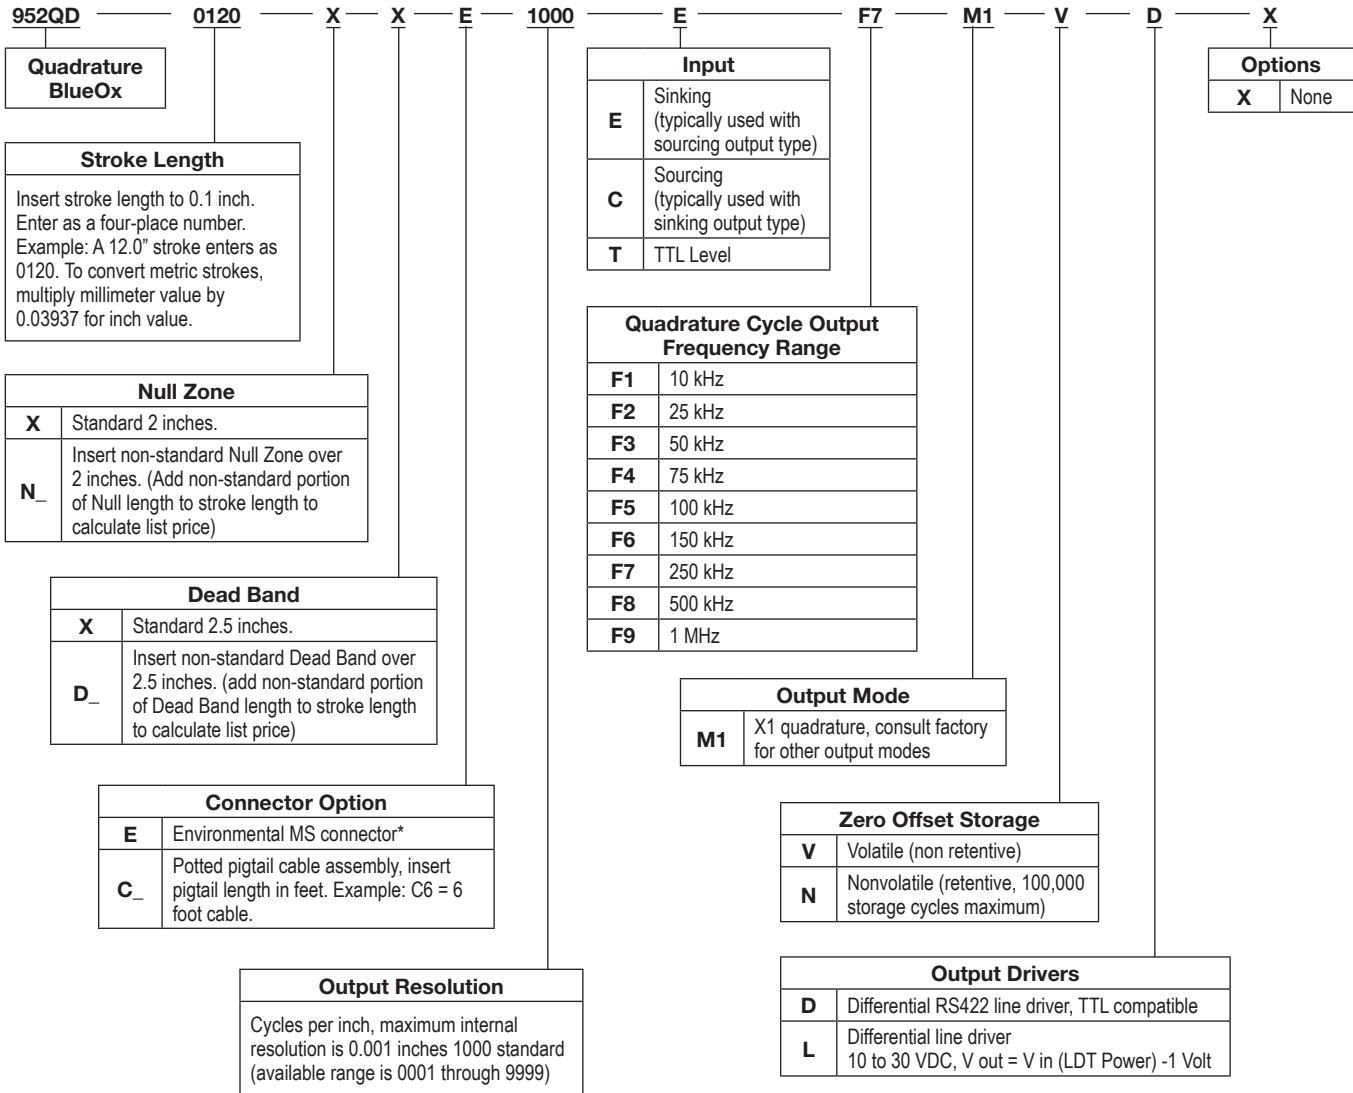 952QD 0120 X X E 1000 E F7 M1 V D X
Quadrature
BlueOx
Stroke Length
Insert stroke length to 0.1 inch.
Enter as a four-place number.
Example: A 12.0” stroke enters as
0120. To convert metric strokes,
multiply millimeter value by
0.03937 for inch value.
Null Zone
X Standard 2 inches.
N_ Insert non-standard Null Zone over
2 inches. (Add non-standard portion
of Null length to stroke length to
calculate list price)
Dead Band
X Standard 2.5 inches.
D_ Insert non-standard Dead Band over
2.5 inches. (add non-standard portion
of Dead Band length to stroke length
to calculate list price)
Connector Option
E Environmental MS connector*
C_ Potted pigtail cable assembly, insert
pigtail length in feet. Example: C6 = 6
foot cable.
Output Resolution
Cycles per inch, maximum internal
resolution is 0.001 inches 1000 standard
(available range is 0001 through 9999)
Input
E Sinking
(typically used with
sourcing output type)
C Sourcing
(typically used with
sinking output type)
T TTL Level
Quadrature Cycle Output
Frequency Range
F1 10 kHz
F2 25 kHz
F3 50 kHz
F4 75 kHz
F5 100 kHz
F6 150 kHz
F7 250 kHz
F8 500 kHz
F9 1 MHz
Output Mode
M1 X1 quadrature, consult factory
for other output modes
Zero Offset Storage
V Volatile (non retentive)
N Nonvolatile (retentive, 100,000
storage cycles maximum)
Output Drivers
D Differential RS422 line driver, TTL compatible
L Differential line driver
10 to 30 VDC, V out = V in (LDT Power) -1 Volt
Options
X None